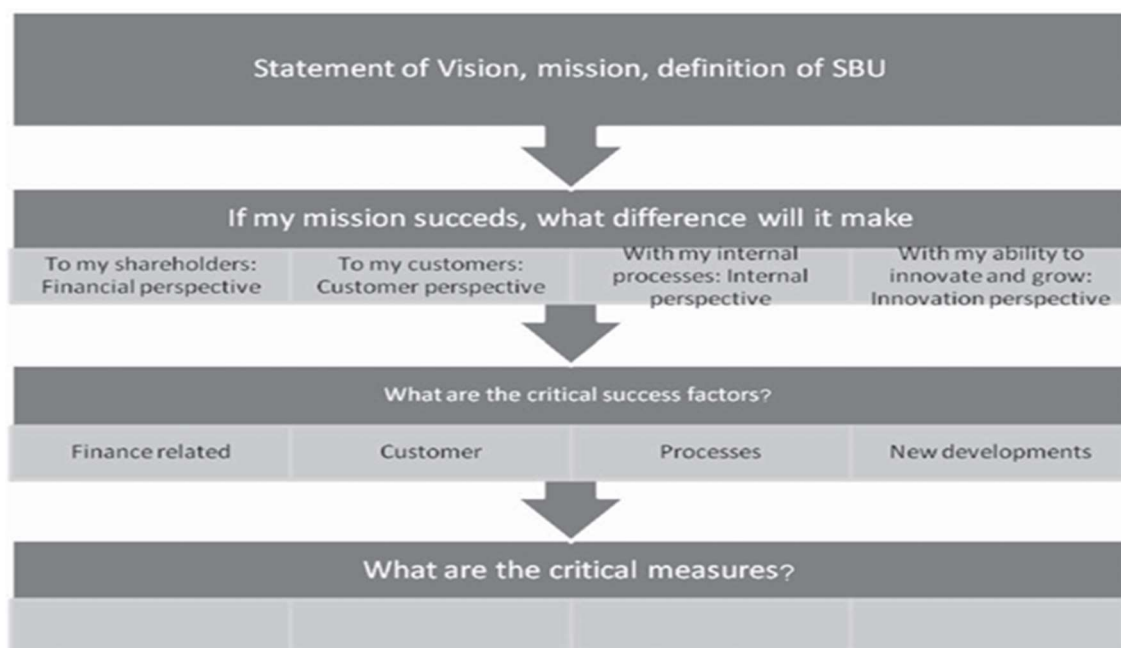 Statement of Vision, mission, definition of SBU
If my mission succeds, what difference will it make
To my shareholders:
Financial perspective
To my customers:
Customer perspective
With my internal
processes: Internal
perspective
With my ability to
innovate and grow:
Innovation perspective
What are the critical success factors?
Finance related
Customer
Processes
New developments
What are the critical measures?